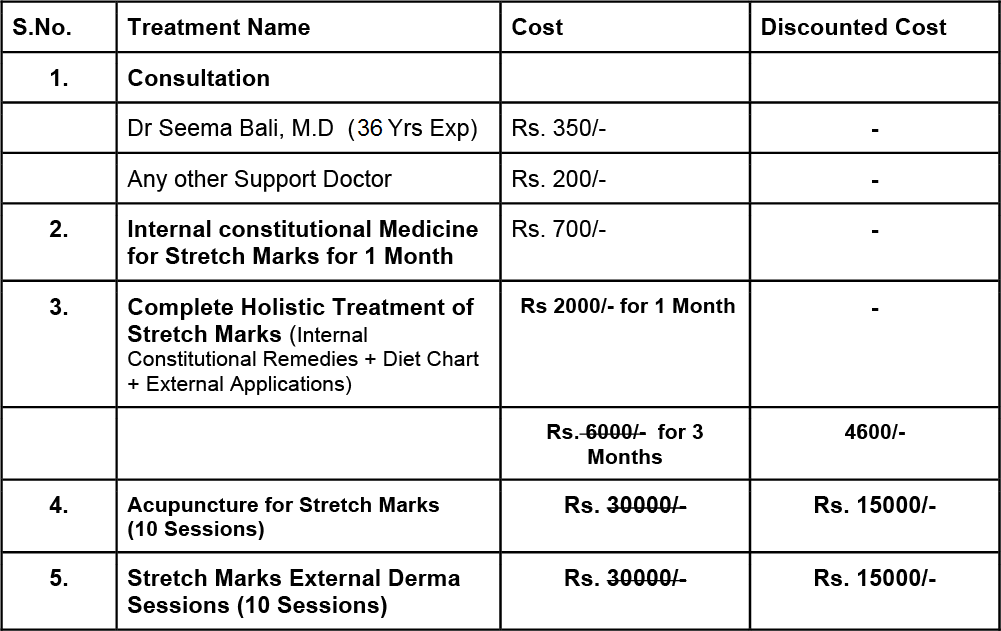 S.No. Treatment Name Cost Discounted Cost
1. Consultation
Dr Seema Bali, M.D (36 Yrs Exp) Rs. 350/- -
Any other Support Doctor Rs. 200/- -
2. Internal constitutional Medicine Rs. 700/- -
for Stretch Marks for 1 Month
3. Complete Holistic Treatment of Rs 2000/- for 1 Month -
Stretch Marks (Internal
Constitutional Remedies + Diet Chart
+ External Applications)
Rs. 6000/- for 3 4600/-
Months
4. Acupuncture for Stretch Marks Rs. 30000/- Rs. 15000/-
(10 Sessions)
5. Stretch Marks External Derma Rs. 30000/- Rs. 15000/-
Sessions (10 Sessions)